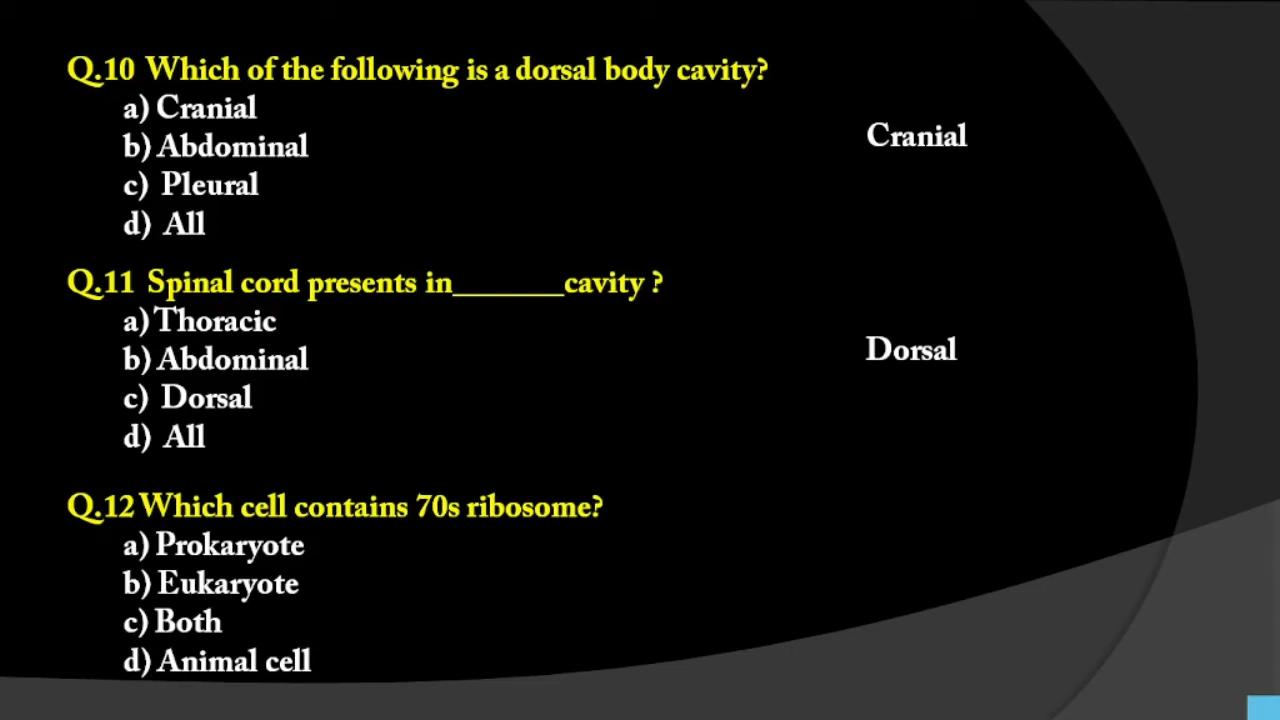 Q.10 Which of the following is a dorsal body cavity?
a) Cranial
b) Abdominal
c) Pleural
d) All
Cranial
Q.11 Spinal cord presents in_______cavity ?
a) Thoracic
b) Abdominal
c) Dorsal
d) All
Dorsal
Q.12 Which cell contains 70s ribosome?
a) Prokaryote
b) Eukaryote
c) Both
d) Animal cell